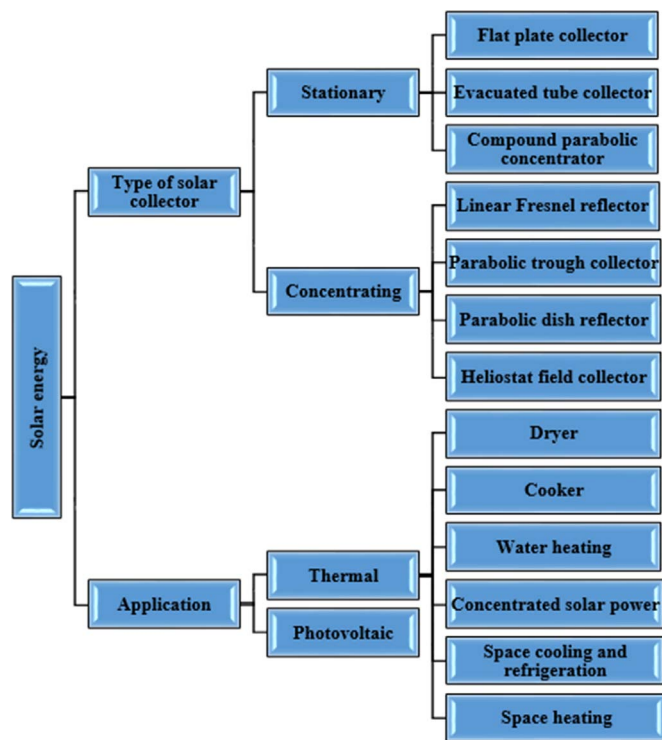 Solar energy
Type of solar
collector
Stationary
Flat plate collector
Evacuated tube collector
Compound parabolic
concentrator
Concentrating
Linear Fresnel reflector
Parabolic trough collector
Parabolic dish reflector
Heliostat field collector
Application
Thermal
Dryer
Cooker
Water heating
Concentrated solar power
Space cooling and
refrigeration
Space heating
Photovoltaic